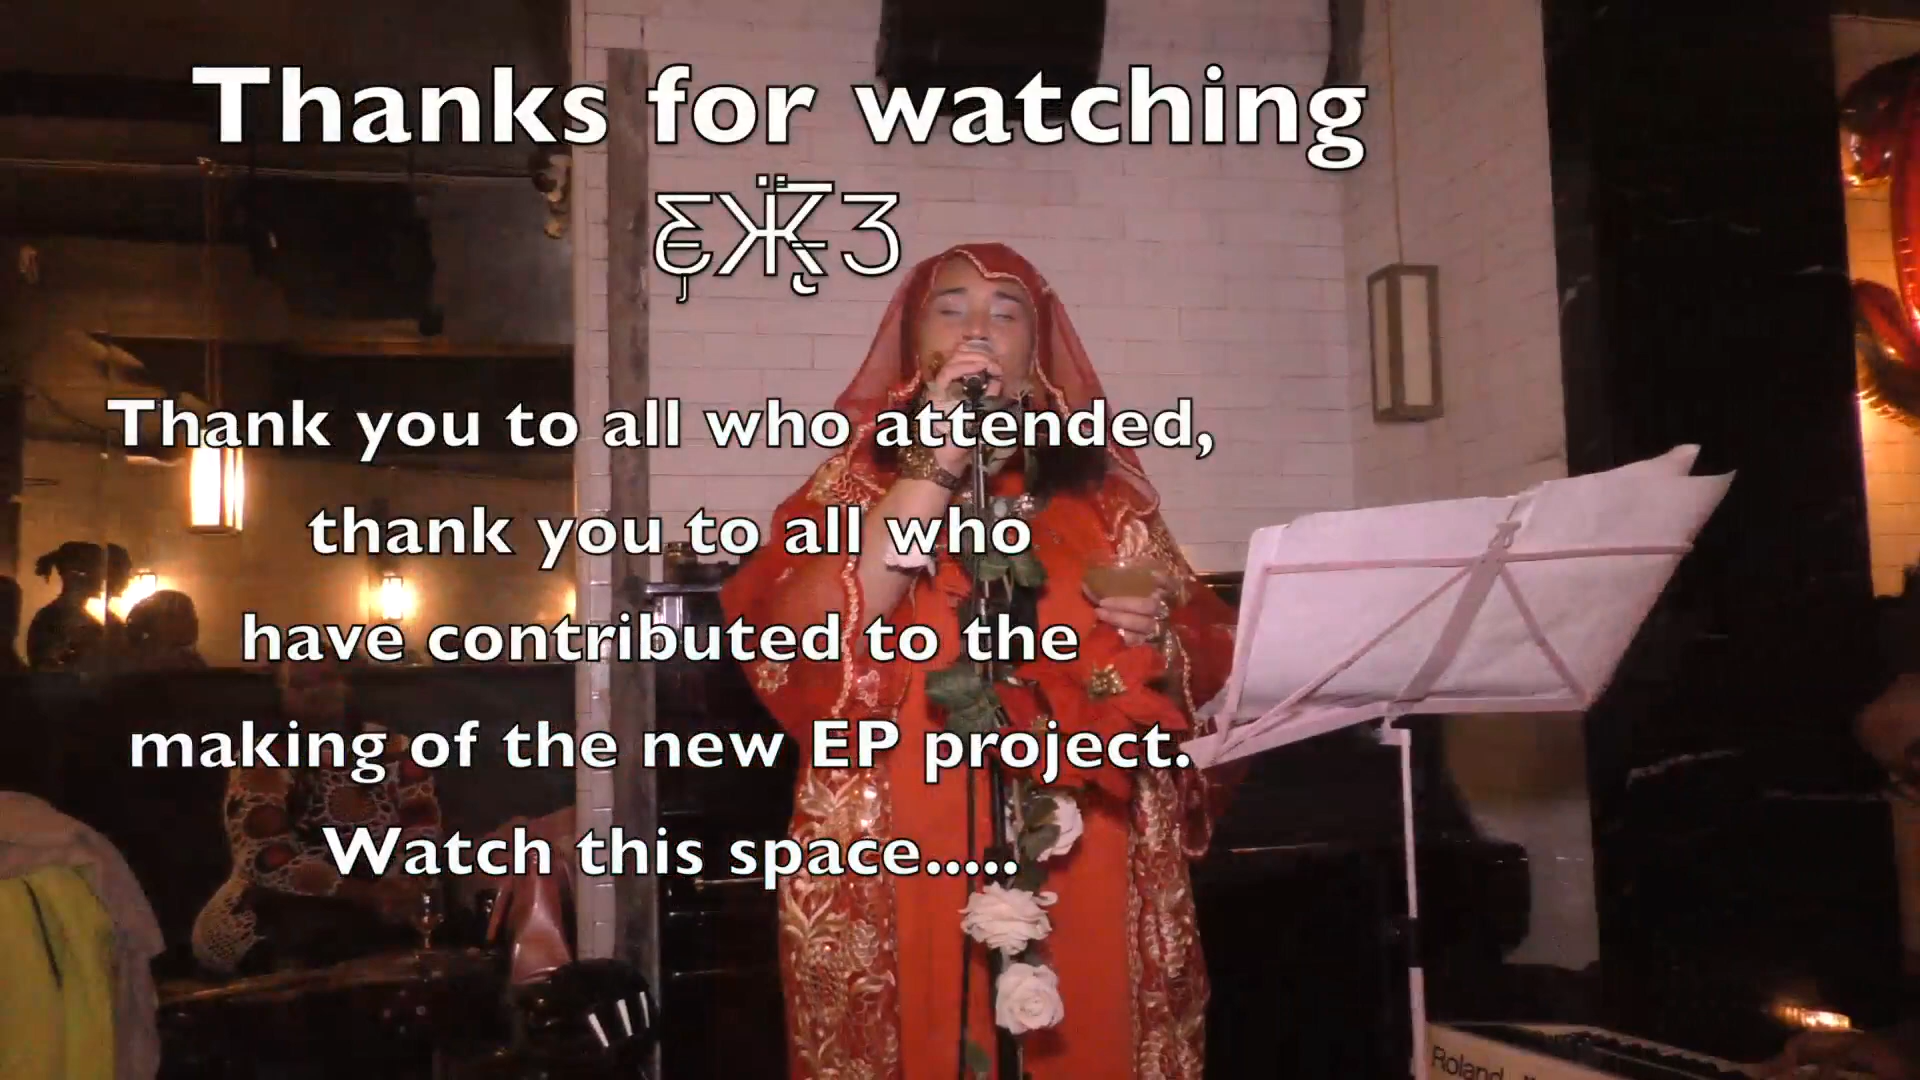 Thanks for watching
Thank you to all who attended,
thank you to all who
have contributed to the
making of the new EP project.
Watch this space.....
Roland